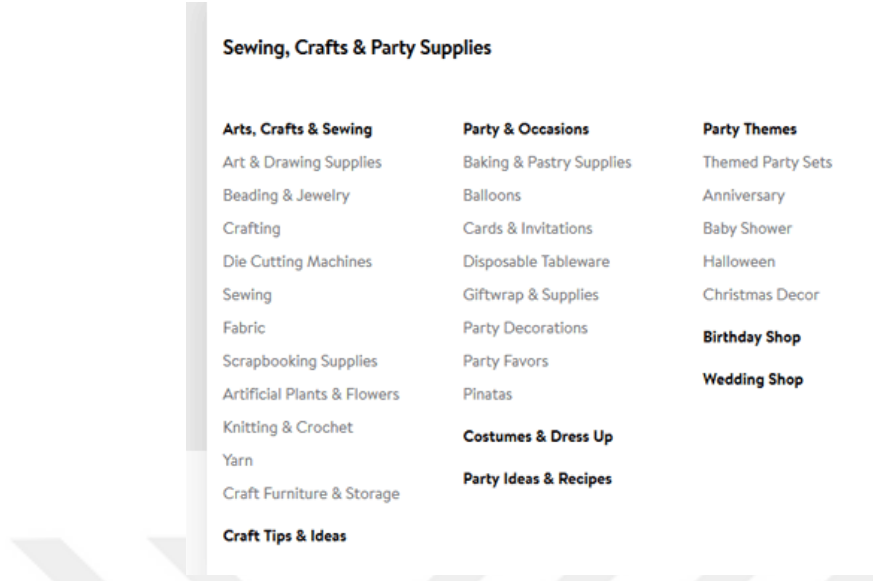 Sewing, Crafts & Party Supplies
Arts, Crafts & Sewing
Art & Drawing Supplies
Beading & Jewelry
Crafting
Die Cutting Machines
Sewing
Fabric
Scrapbooking Supplies
Artificial Plants & Flowers
Knitting & Crochet
Yarn
Craft Furniture & Storage
Craft Tips & Ideas
Party & Occasions
Baking & Pastry Supplies
Balloons
Cards & Invitations
Disposable Tableware
Giftwrap & Supplies
Party Decorations
Party Favors
Pinatas
Costumes & Dress Up
Party Ideas & Recipes
Party Themes
Themed Party Sets
Anniversary
Baby Shower
Halloween
Christmas Decor
Birthday Shop
Wedding Shop